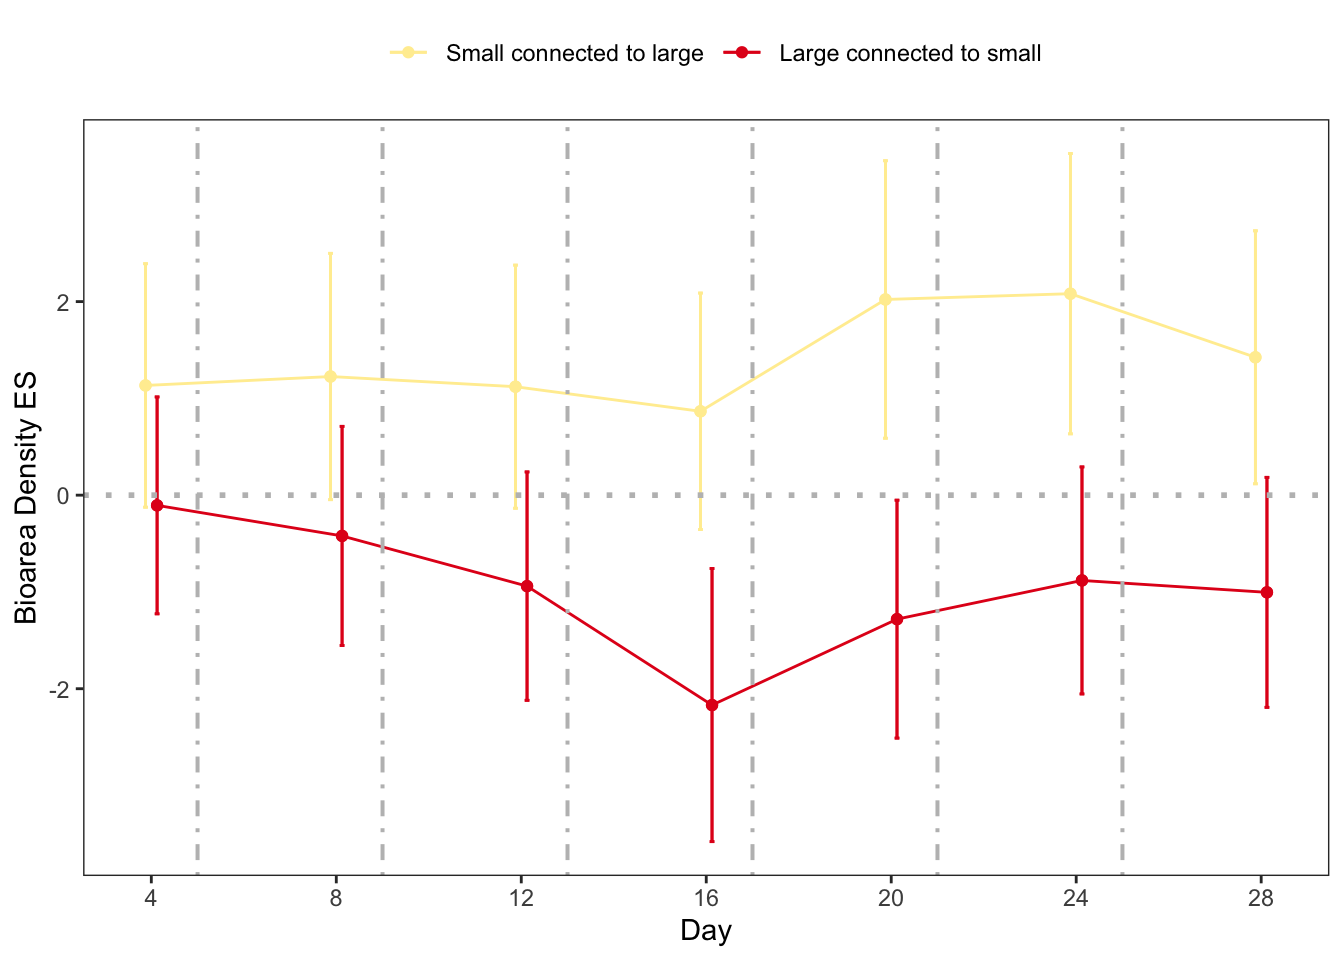 Small connected to large Large connected to small
Bioarea Density ES
2
0
-2
4 8 12 16 20 24 28
Day